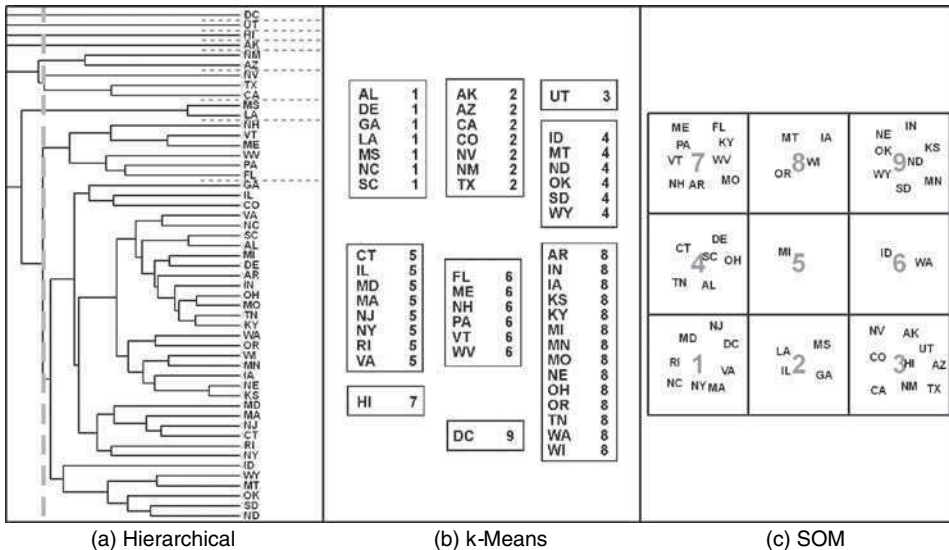 DC
UT
HI
AK
NM
AZ
NV
TX
CA
MS
LA
NH
VT
ME
WV
PA
FL
GA
IL
CO
VA
NC
SC
AL
MI
DE
AR
IN
OH
MO
TN
KY
WA
OR
WI
MN
IA
NE
KS
MD
MA
NJ
CT
RI
NY
ID
WY
MT
OK
SD
ND
(a) Hierarchical
AL 1
DE 1
GA 1
LA 1
MS 1
NC 1
SC 1
AK 2
AZ 2
CA 2
CO 2
NV 2
NM 2
TX 2
UT 3
ID 4
MT 4
ND 4
OK 4
SD 4
WY 4
CT 5
IL 5
MD 5
MA 5
NJ 5
NY 5
RI 5
VA 5
FL 6
ME 6
NH 6
PA 6
VT 6
WV 6
AR 8
IN 8
IA 8
KS 8
KY 8
MI 8
MN 8
MO 8
NE 8
OH 8
OR 8
TN 8
WA 8
WI 8
HI 7
DC 9
(b) k-Means
ME FL
PA KY
VT 7 WV
NH AR MO
MT IA
8 WI
OR
IN
NE
OK KS
9 ND
WY
SD MN
CT DE
4 SC OH
TN AL
MI 5
ID 6 WA
NJ
MD DC
RI 1 VA
NC NY MA
LA MS
IL 2 GA
NV AK
UT
CO 3 HI AZ
CA NM TX
(c) SOM